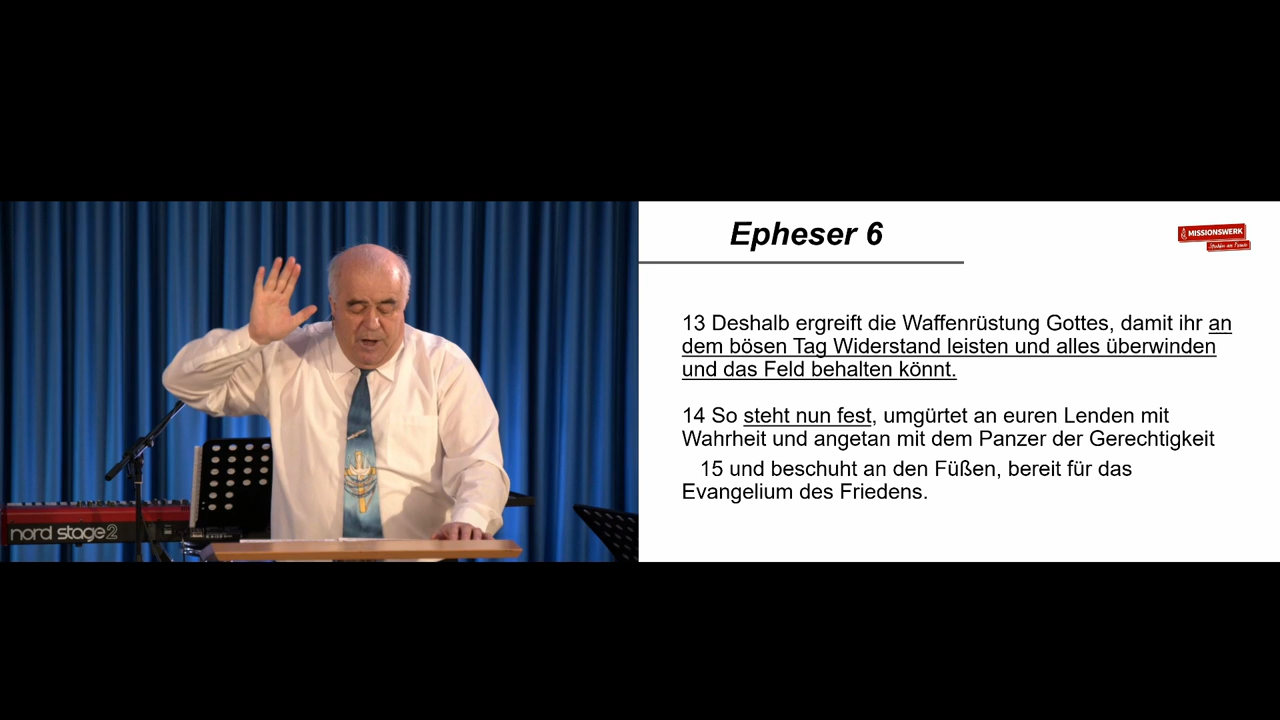 nord stage 2
Epheser 6
MISSIONSWERK
Strahlen der Freude
13 Deshalb ergreift die Waffenrüstung Gottes, damit ihr an
dem bösen Tag Widerstand leisten und alles überwinden
und das Feld behalten könnt.
14 So steht nun fest, umgürtet an euren Lenden mit
Wahrheit und angetan mit dem Panzer der Gerechtigkeit
15 und beschuht an den Füßen, bereit für das
Evangelium des Friedens.